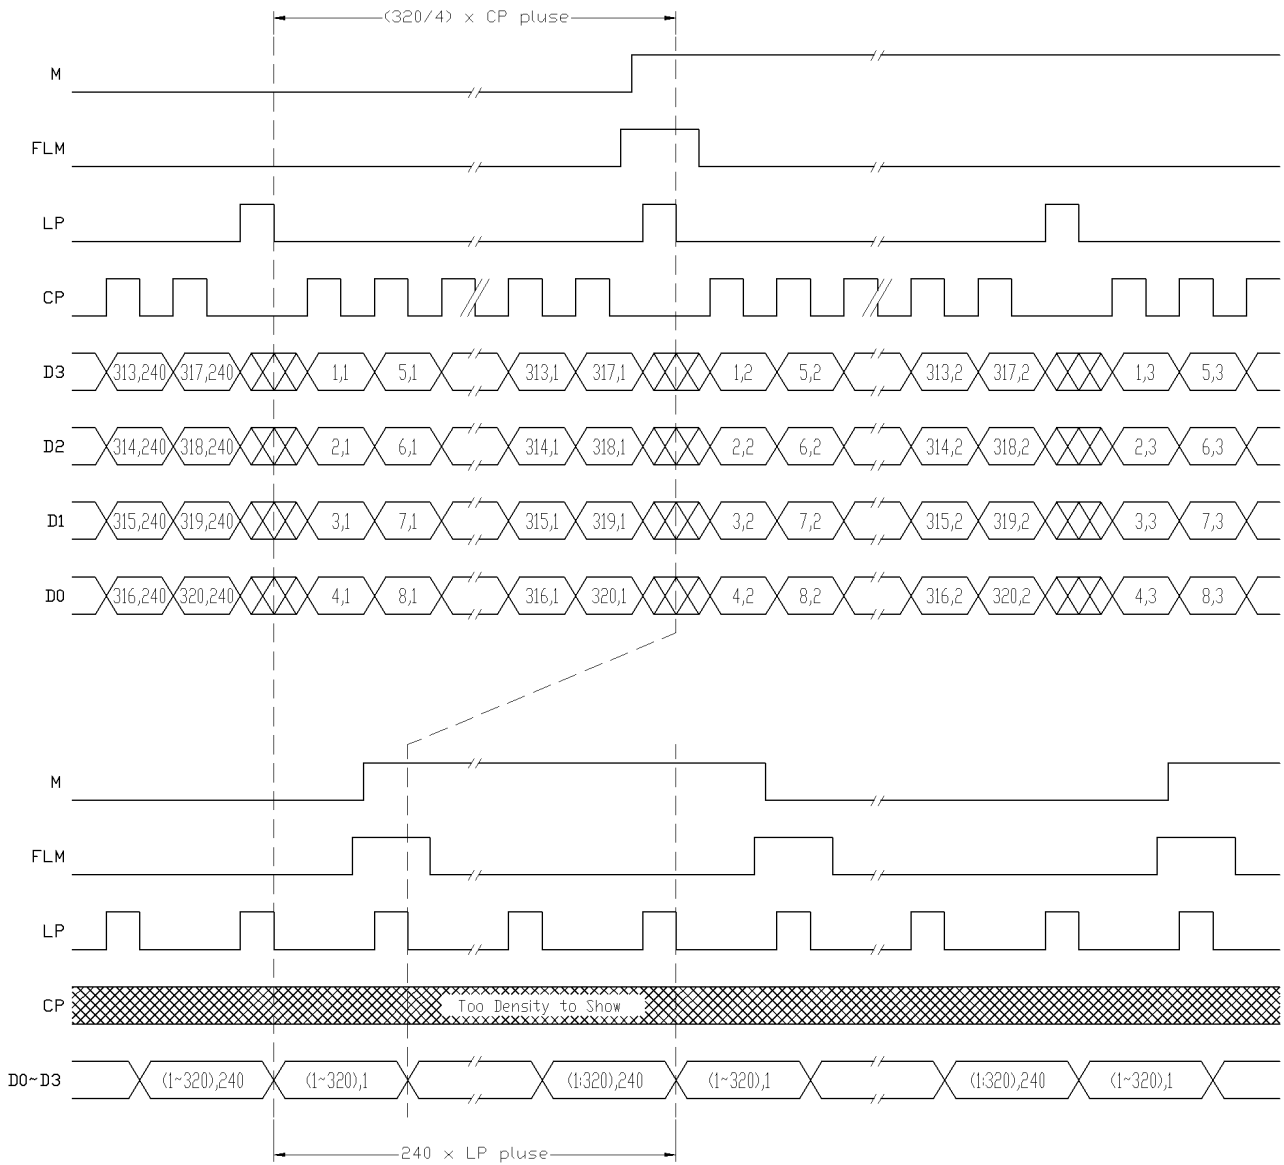 (320/4) x CP pluse
M
FLM
LP
CP
D3 313,240 317,240 1,1 5,1 313,1 317,1 1,2 5,2 313,2 317,2 1,3 5,3
D2 314,240 318,240 2,1 6,1 314,1 318,1 2,2 6,2 314,2 318,2 2,3 6,3
D1 315,240 319,240 3,1 7,1 315,1 319,1 3,2 7,2 315,2 319,2 3,3 7,3
D0 316,240 320,240 4,1 8,1 316,1 320,1 4,2 8,2 316,2 320,2 4,3 8,3
M
FLM
LP
CP Too Density to Show
D0~D3 (1~320),240 (1~320),1 (1:320),240 (1~320),1 (1:320),240 (1~320),1
240 x LP pluse